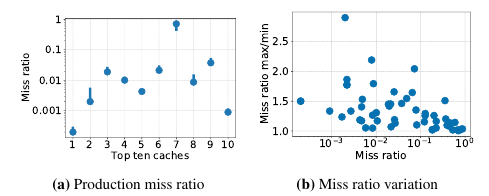 1
0.1
0.01
0.001
Miss ratio
1 2 3 4 5 6 7 8 9 10
Top ten caches
(a) Production miss ratio
2.5
2.0
1.5
1.0
Miss ratio max/min
10⁻³ 10⁻² 10⁻¹ 10⁰
Miss ratio
(b) Miss ratio variation